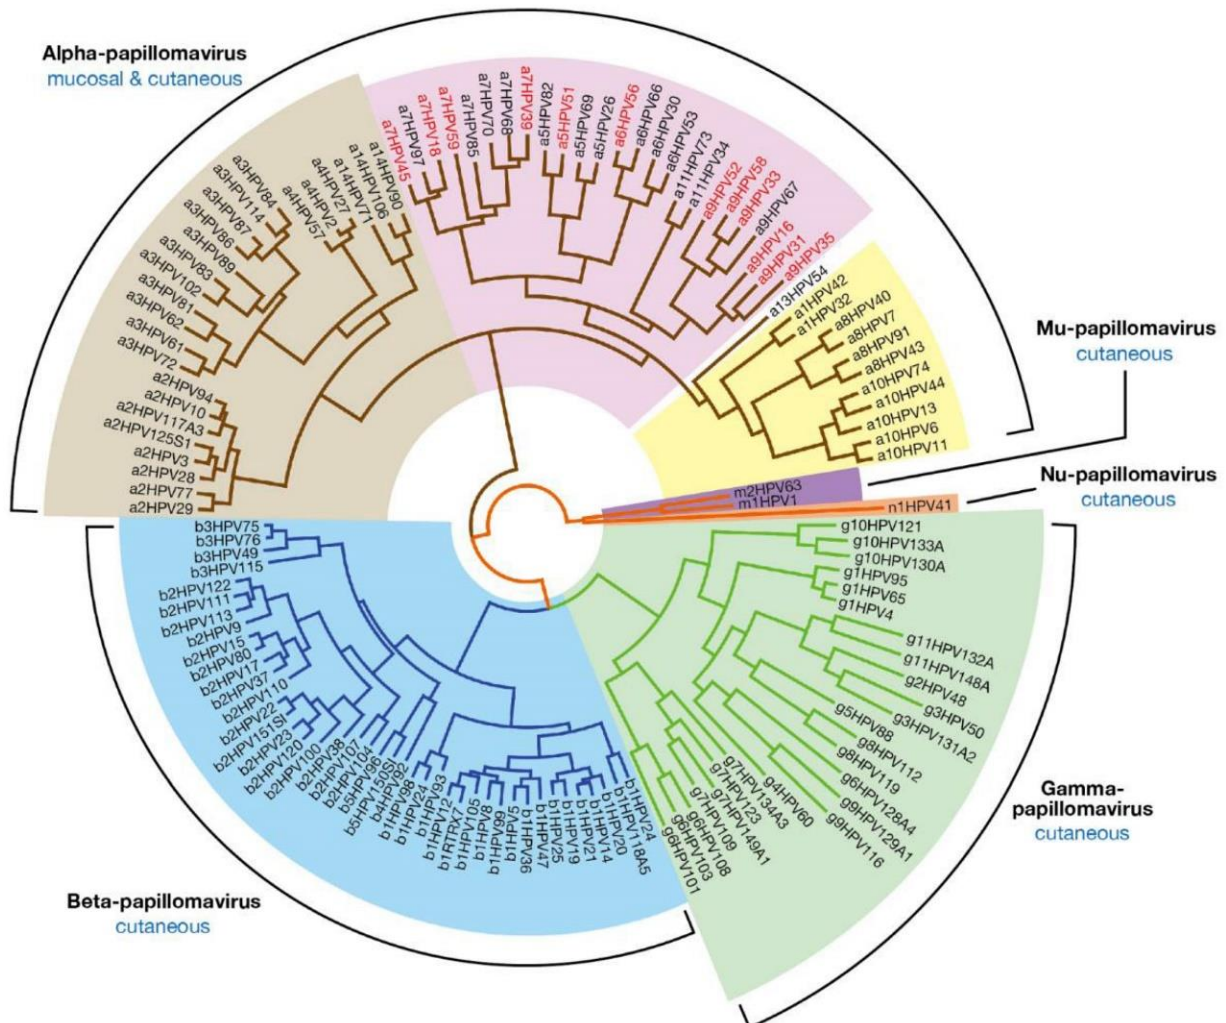 Alpha-papillomavirus
mucosal & cutaneous
a2HPV29
a2HPV77
a2HPV28
a2HPV3
a2HPV125S1
a2HPV117A3
a2HPV10
a2HPV94
a3HPV72
a3HPV61
a3HPV62
a3HPV81
a3HPV102
a3HPV83
a3HPV89
a3HPV86
a3HPV87
a3HPV114
a3HPV84
a4HPV57
a4HPV2
a4HPV27
a14HPV71
a14HPV106
a14HPV90
a7HPV45
a7HPV97
a7HPV18
a7HPV59
a7HPV85
a7HPV70
a7HPV68
a7HPV39
a5HPV82
a5HPV51
a5HPV69
a5HPV26
a6HPV56
a6HPV66
a6HPV30
a6HPV53
a11HPV73
a11HPV34
a9HPV52
a9HPV58
a9HPV33
a9HPV67
a9HPV16
a9HPV31
a9HPV35
a13HPV54
a1HPV42
a1HPV32
a8HPV40
a8HPV7
a8HPV91
a8HPV43
a10HPV74
a10HPV44
a10HPV13
a10HPV6
a10HPV11
Mu-papillomavirus
cutaneous
m2HPV63
m1HPV1
Nu-papillomavirus
cutaneous
n1HPV41
g10HPV121
g10HPV133A
g10HPV130A
g1HPV95
g1HPV65
g1HPV4
g11HPV132A
g11HPV148A
g2HPV48
g3HPV50
g3HPV131A2
g5HPV88
g8HPV112
g8HPV119
g6HPV128A4
g9HPV129A1
g9HPV116
g4HPV60
g7HPV134A3
g7HPV123
g7HPV149A1
g7HPV109
g6HPV108
g6HPV103
g6HPV101
Gamma-
papillomavirus
cutaneous
b3HPV75
b3HPV76
b3HPV49
b3HPV115
b2HPV122
b2HPV111
b2HPV113
b2HPV9
b2HPV15
b2HPV80
b2HPV17
b2HPV37
b2HPV110
b2HPV22
b2HPV151SI
b2HPV23
b2HPV120
b2HPV100
b2HPV38
b2HPV107
b2HPV104
b5HPV96
b5HPV150SI
b4HPV92
b1HPV98
b1HPV24
b1HPV93
b1HPV12
b1RTRX7
b1HPV105
b1HPV8
b1HPV99
b1HPV5
b1HPV36
b1HPV47
b1HPV25
b1HPV19
b1HPV21
b1HPV14
b1HPV20
b1HPV118A5
b1HPV24
Beta-papillomavirus
cutaneous